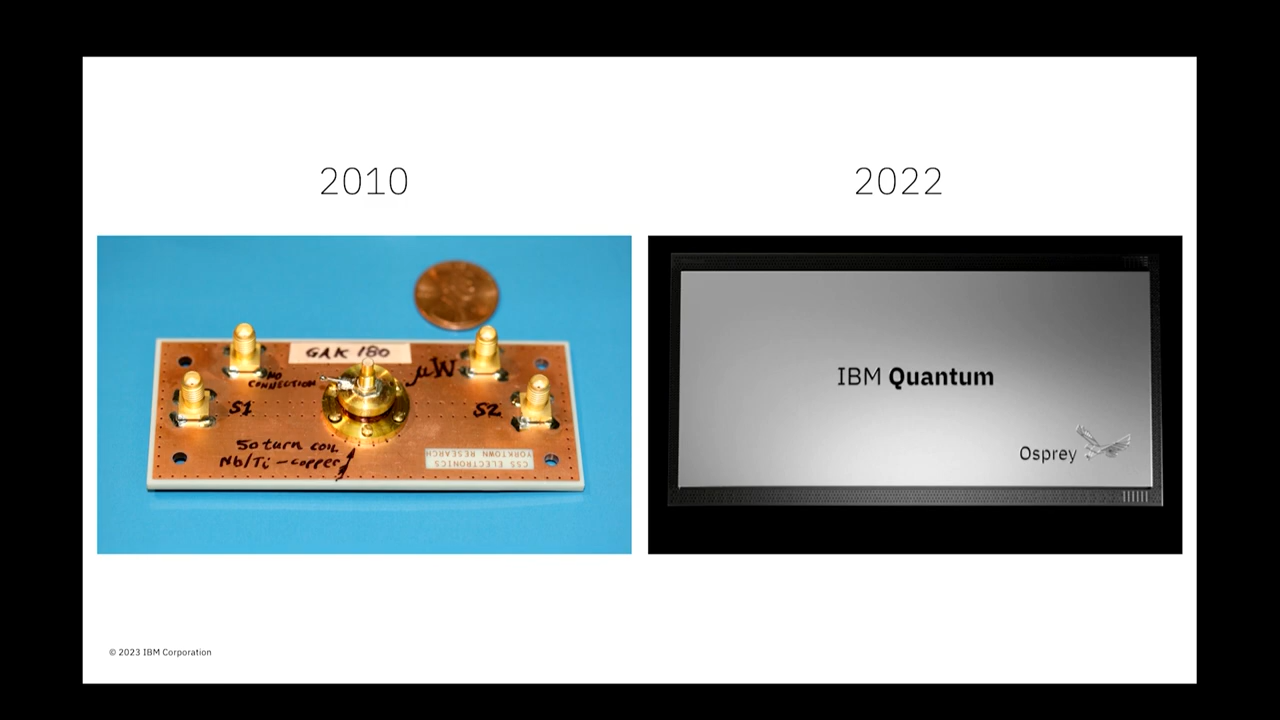 2010
2022
GAK 180
NO
CONNECTION
μW
S1
S2
50 turn coil
Nb/Ti - copper
CSS ELECTRONICS
YORKTOWN RESEARCH
IBM Quantum
Osprey
© 2023 IBM Corporation